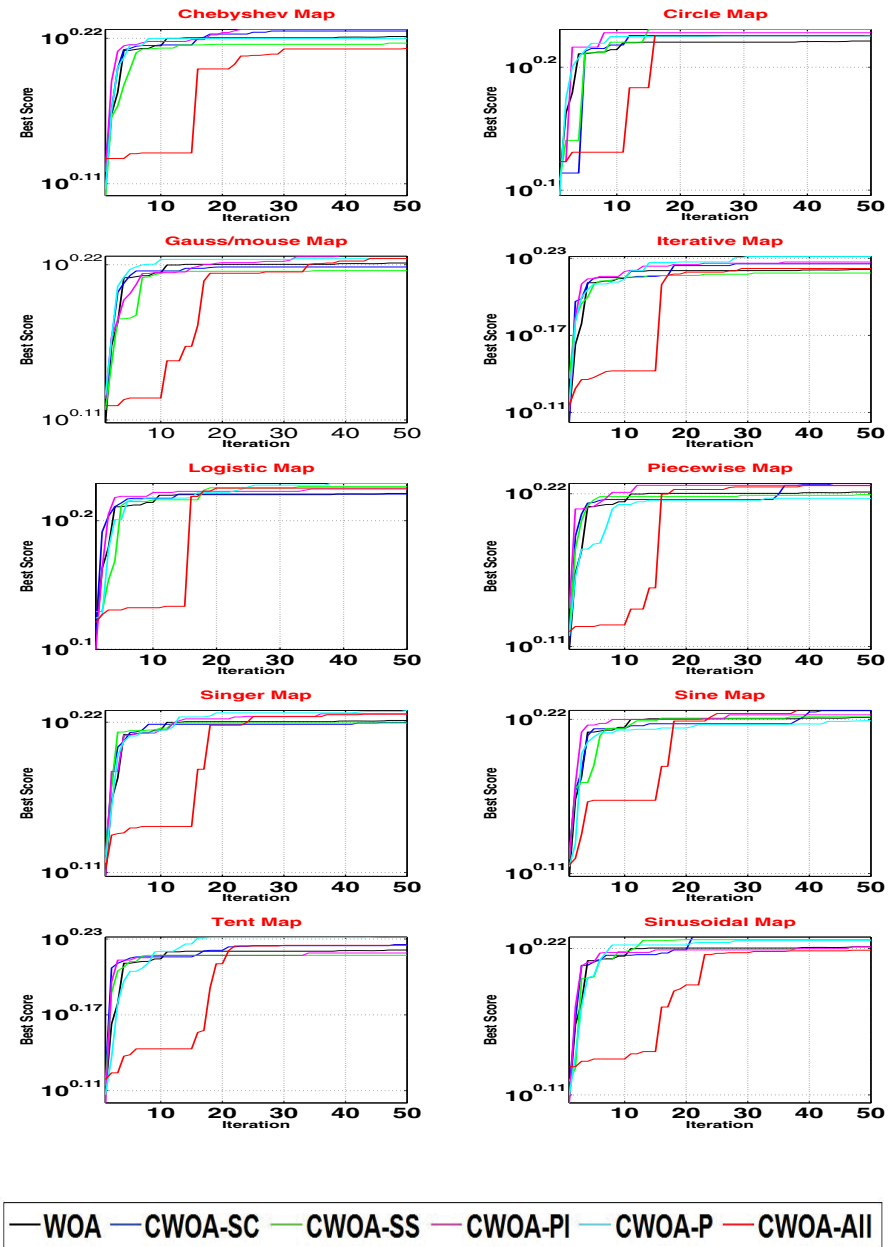 Chebyshev Map
Circle Map
Best Score
10^0.22
10^0.11
10 20 30 40 50
Iteration
Best Score
10^0.2
10^0.1
10 20 30 40 50
Iteration
Gauss/mouse Map
Iterative Map
Best Score
10^0.22
10^0.11
10 20 30 40 50
Iteration
Best Score
10^0.23
10^0.17
10^0.11
10 20 30 40 50
Iteration
Logistic Map
Piecewise Map
Best Score
10^0.2
10^0.1
10 20 30 40 50
Iteration
Best Score
10^0.22
10^0.11
10 20 30 40 50
Iteration
Singer Map
Sine Map
Best Score
10^0.22
10^0.11
10 20 30 40 50
Iteration
Best Score
10^0.22
10^0.11
10 20 30 40 50
Iteration
Tent Map
Sinusoidal Map
Best Score
10^0.23
10^0.17
10^0.11
10 20 30 40 50
Iteration
Best Score
10^0.22
10^0.11
10 20 30 40 50
Iteration
WOA CWOA-SC CWOA-SS CWOA-PI CWOA-P CWOA-All